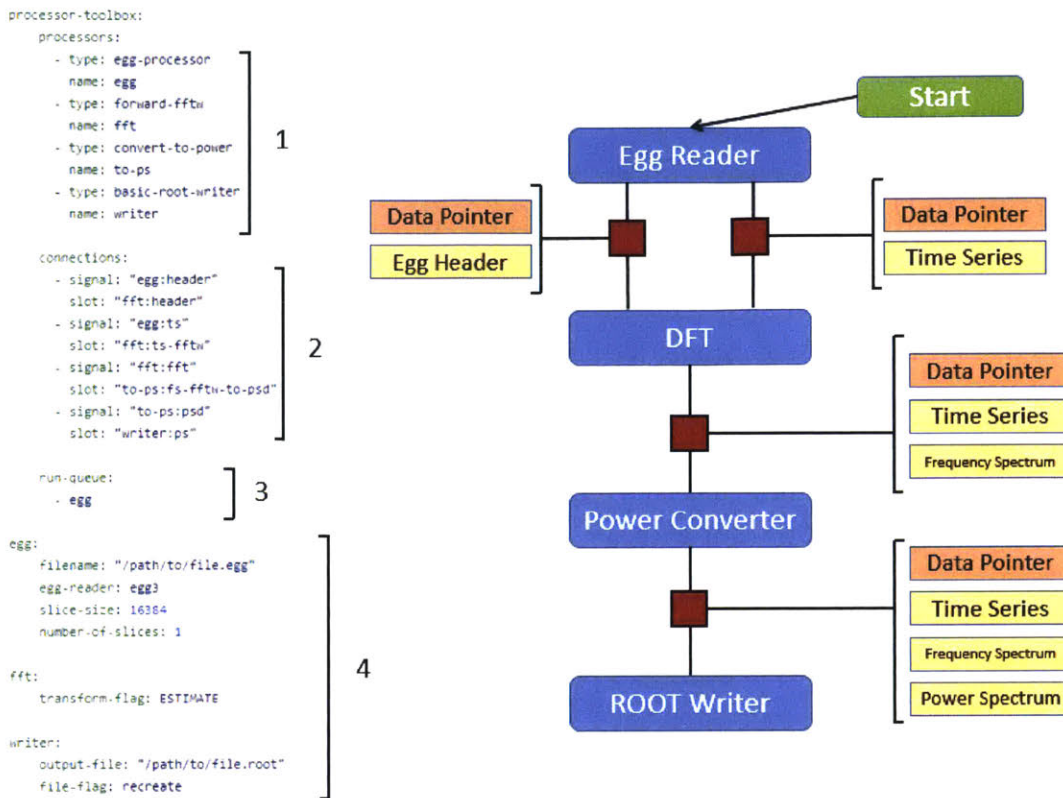 processor-toolbox:
processors:
- type: egg-processor
name: egg
- type: forward-fftw
name: fft
- type: convert-to-power
name: to-ps
- type: basic-root-writer
name: writer
1
connections:
- signal: "egg:header"
slot: "fft:header"
- signal: "egg:ts"
slot: "fft:ts-fftw"
- signal: "fft:fft"
slot: "to-ps:fs-fftw-to-psd"
- signal: "to-ps:psd"
slot: "writer:ps"
2
run-queue:
- egg
3
egg:
filename: "/path/to/file.egg"
egg-reader: egg3
slice-size: 16384
number-of-slices: 1
fft:
transform-flag: ESTIMATE
writer:
output-file: "/path/to/file.root"
file-flag: recreate
4
Start
Egg Reader
Data Pointer
Egg Header
Data Pointer
Time Series
DFT
Data Pointer
Time Series
Frequency Spectrum
Power Converter
Data Pointer
Time Series
Frequency Spectrum
Power Spectrum
ROOT Writer